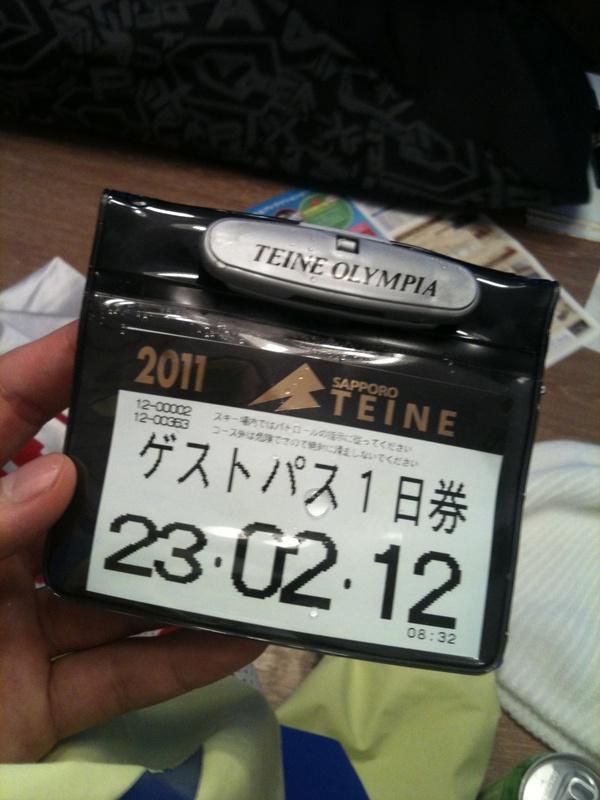 TEINE OLYMPIA
2011
SAPPORO
TEINE
12-00002
12-00363
スキー場内ではパトロールの指示に従ってください
コース外は危険ですので絶対に滑走しないでください
ゲストパス1日券
23・02・12
08:32